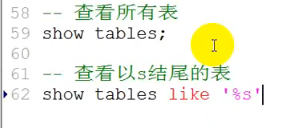 58 -- 查看所有表
59 show tables;
60
61 -- 查看以s结尾的表
62 show tables like '%s'